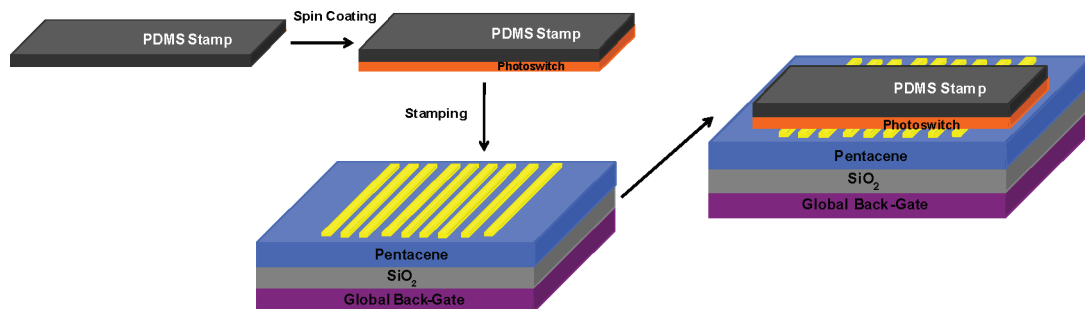 Spin Coating
PDMS Stamp
PDMS Stamp
Photoswitch
Stamping
Pentacene
SiO2
Global Back-Gate
PDMS Stamp
Photoswitch
Pentacene
SiO2
Global Back-Gate